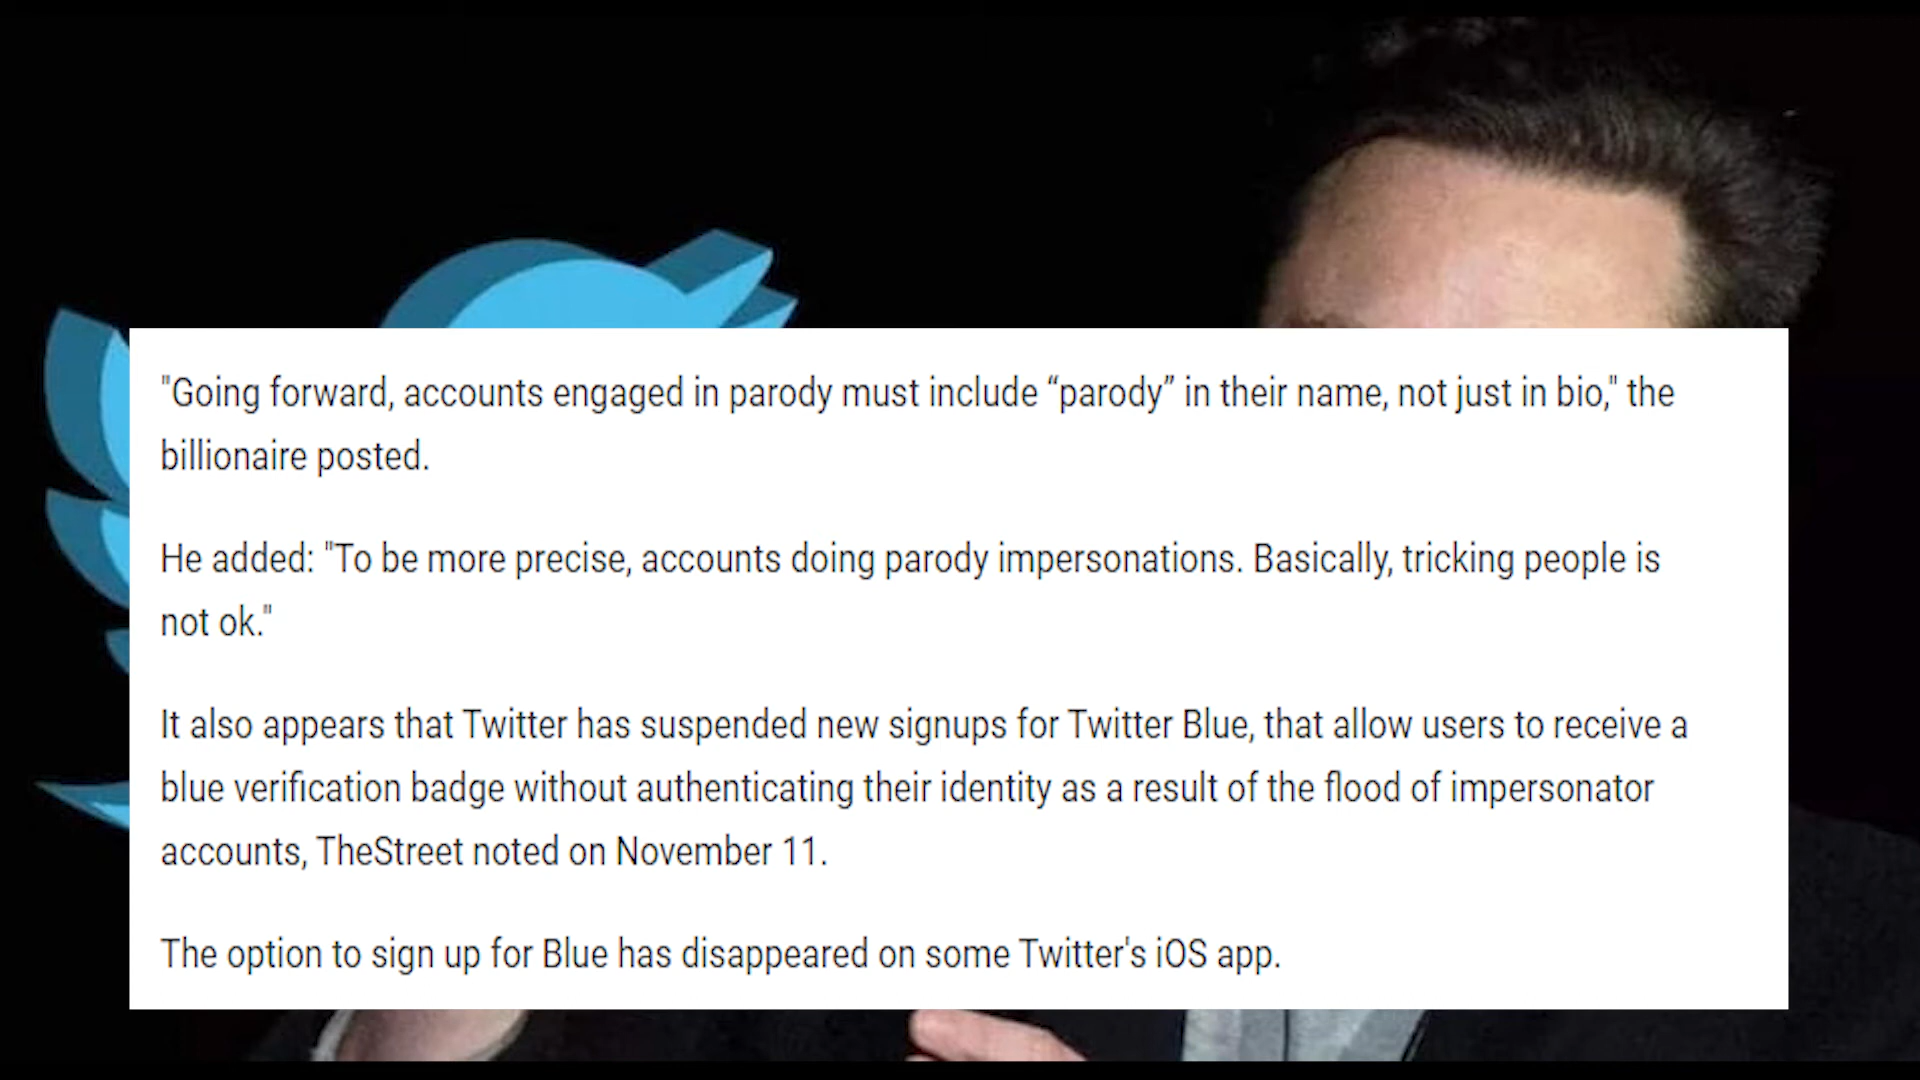 "Going forward, accounts engaged in parody must include “parody” in their name, not just in bio," the
billionaire posted.
He added: "To be more precise, accounts doing parody impersonations. Basically, tricking people is
not ok."
It also appears that Twitter has suspended new signups for Twitter Blue, that allow users to receive a
blue verification badge without authenticating their identity as a result of the flood of impersonator
accounts, TheStreet noted on November 11.
The option to sign up for Blue has disappeared on some Twitter's iOS app.